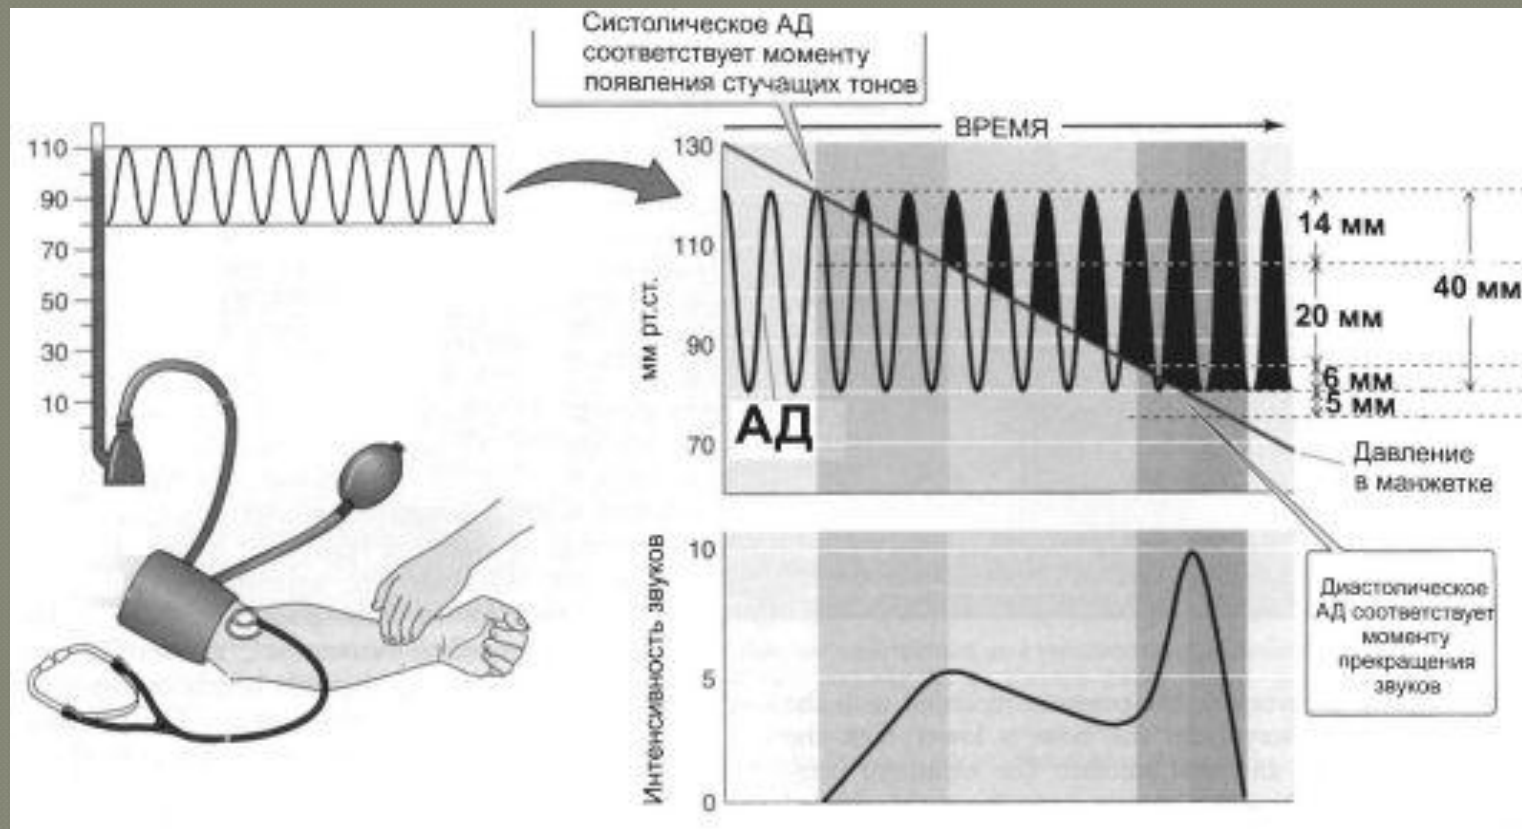 Систолическое АД
соответствует моменту
появления стучащих тонов
110
90
70
50
30
10
ВРЕМЯ
130
110
90
70
мм рт.ст.
АД
14 мм
20 мм
6 мм
5 мм
40 мм
Давление
в манжетке
Интенсивность звуков
10
5
0
Диастолическое
АД соответствует
моменту
прекращения
звуков